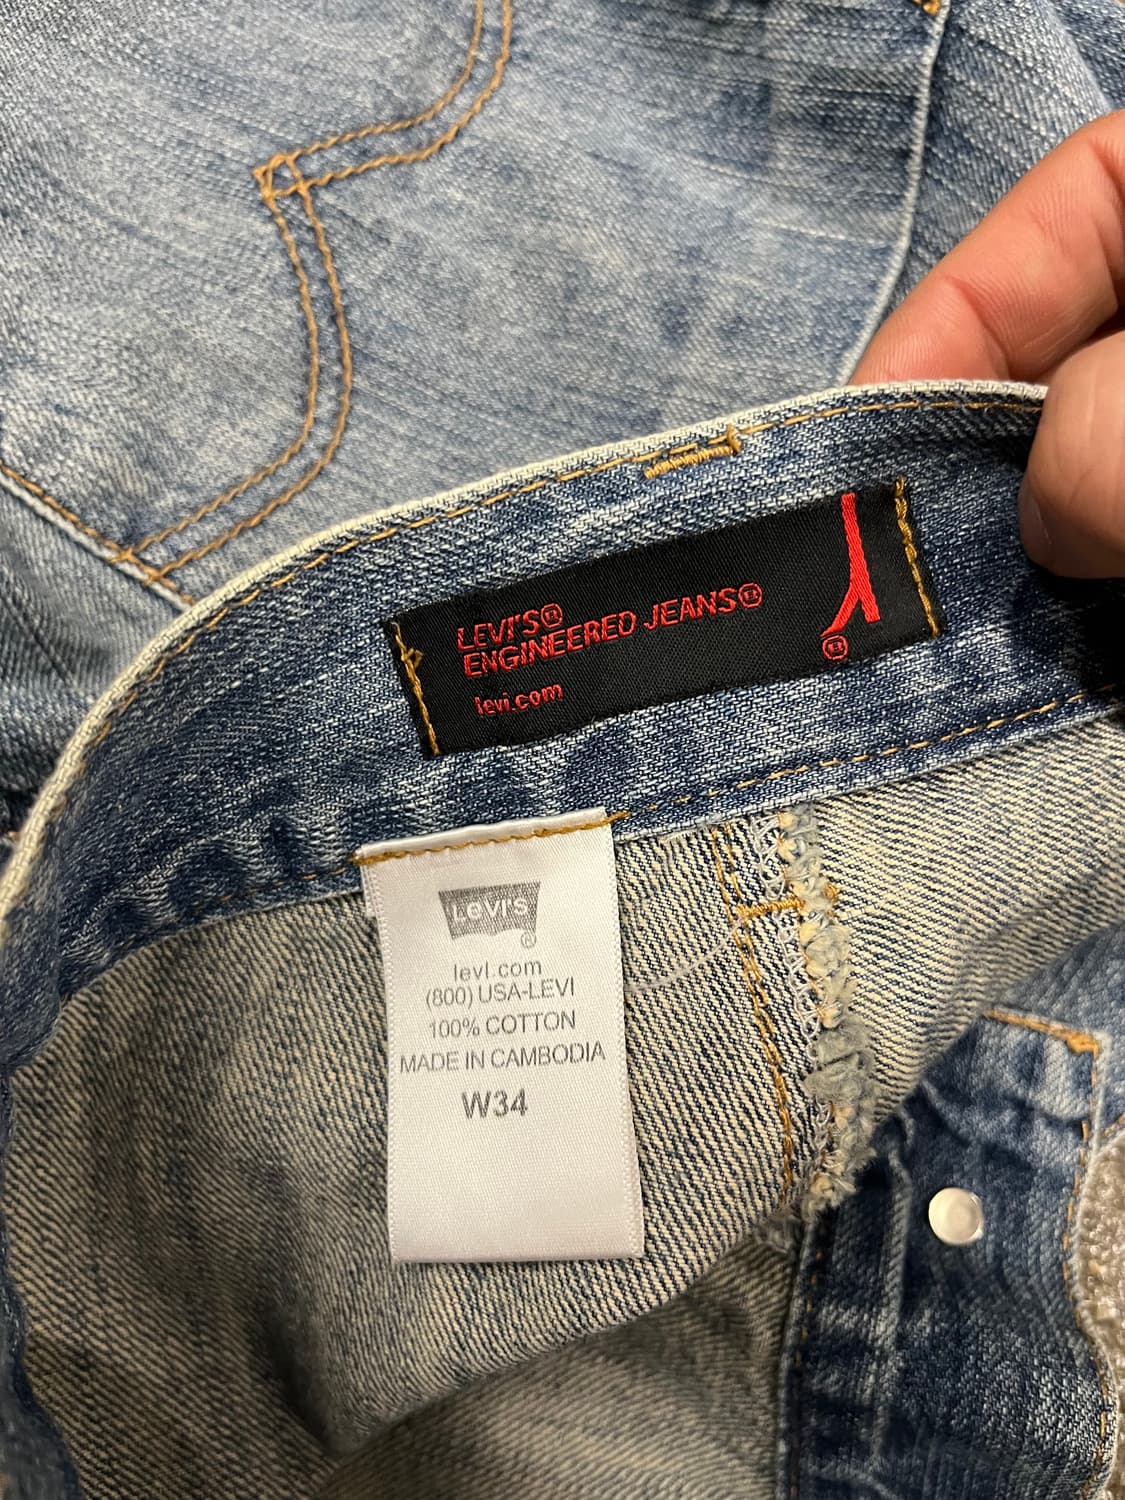 LEVI'S®
ENGINEERED JEANS®
levi.com
®
LEVI'S
®
levi.com
(800) USA-LEVI
100% COTTON
MADE IN CAMBODIA
W34